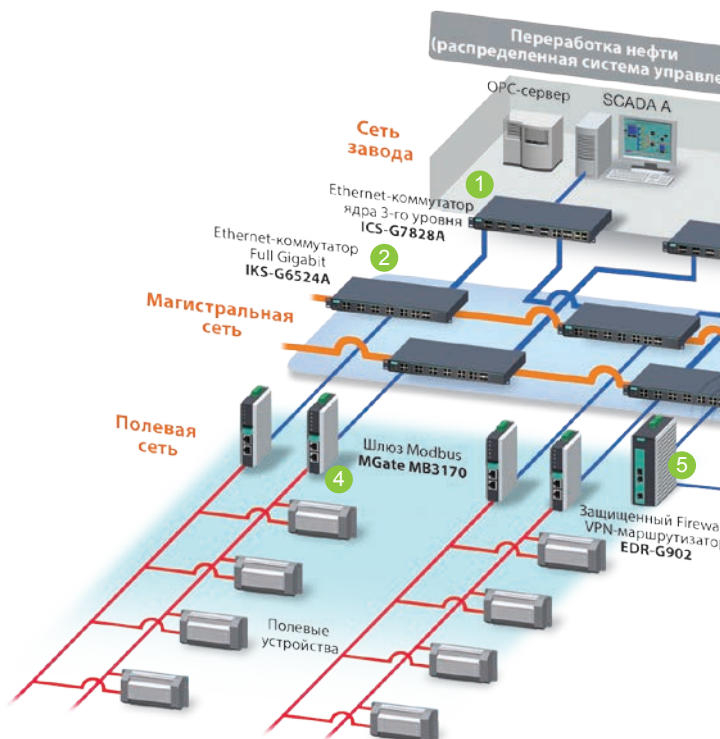 Переработка нефти
(распределенная система управле
OPC-сервер
SCADA A
Сеть
завода
1
Ethernet-коммутатор
ядра 3-го уровня
ICS-G7828A
Ethernet-коммутатор
Full Gigabit
IKS-G6524A
2
Магистральная
сеть
Полевая
сеть
Шлюз Modbus
MGate MB3170
4
5
Защищенный Firewa
VPN-маршрутизатор
EDR-G902
Полевые
устройства